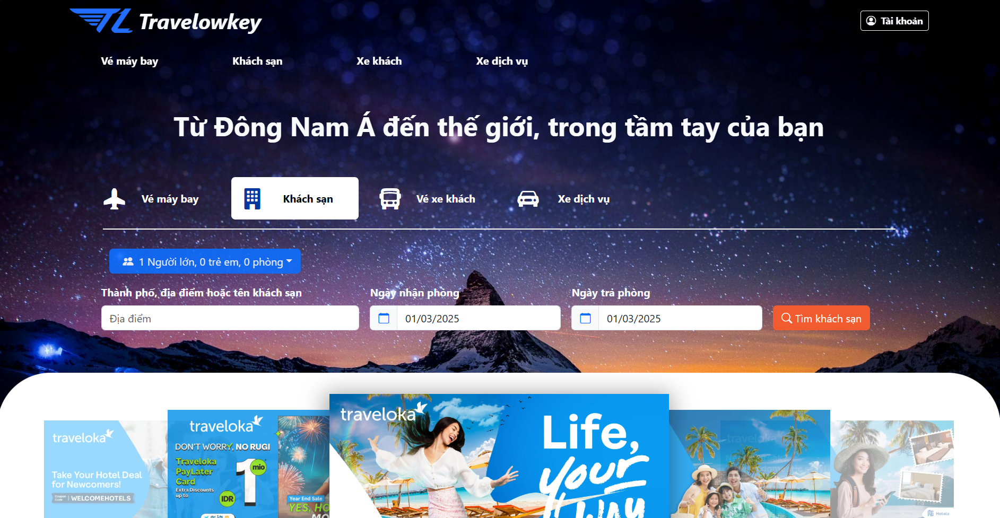 Travelowkey
Tài khoản
Vé máy bay
Khách sạn
Xe khách
Xe dịch vụ
Từ Đông Nam Á đến thế giới, trong tầm tay của bạn
Vé máy bay
Khách sạn
Vé xe khách
Xe dịch vụ
1 Người lớn, 0 trẻ em, 0 phòng
Thành phố, địa điểm hoặc tên khách sạn
Ngày nhận phòng
Ngày trả phòng
Địa điểm
01/03/2025
01/03/2025
Tìm khách sạn
traveloka
Take Your Hotel Deal
for Newcomers!
Coupon
Code
WELCOMEHOTELS
traveloka
DON'T WORRY, NO RUGI
Traveloka
PayLater
Card
Extra Discounts
up to
IDR
1
mio
Year End Sale
YES, HO
MO
traveloka
Life,
your
way
traveloka
Hotels